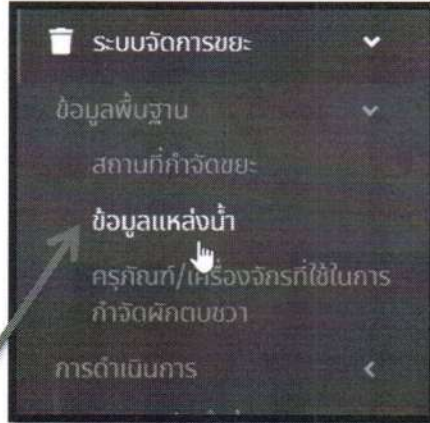 ระบบจัดการขยะ
ข้อมูลพื้นฐาน
สถานที่กำจัดขยะ
ข้อมูลแหล่งน้ำ
ครุภัณฑ์/เครื่องจักรที่ใช้ในการ
กำจัดผักตบชวา
การดำเนินการ